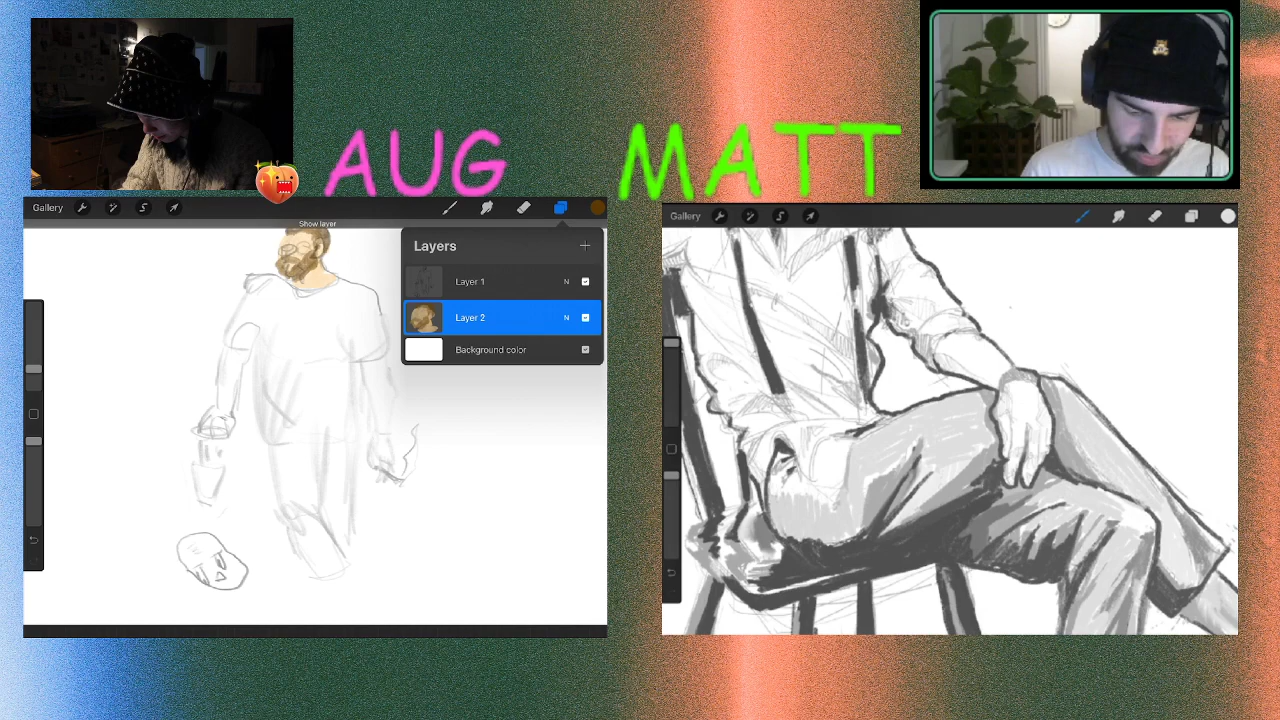 AUG
MATT
Gallery
Show layer
Layers
Layer 1
N
Layer 2
N
Background color
Gallery